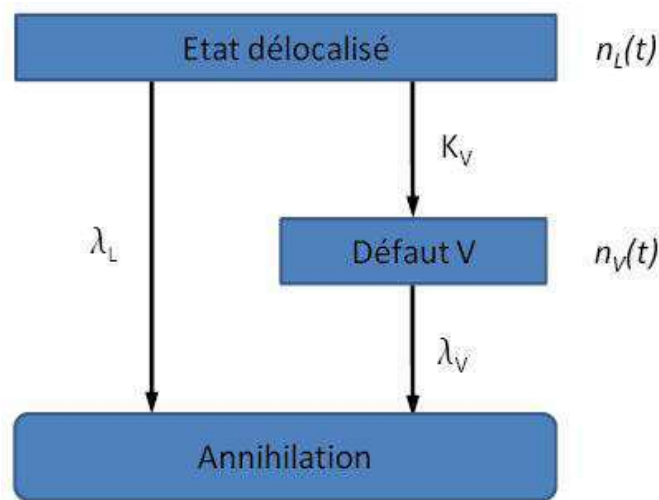 Etat délocalisé
n_L(t)
K_V
λ_L
Défaut V
n_V(t)
λ_V
Annihilation